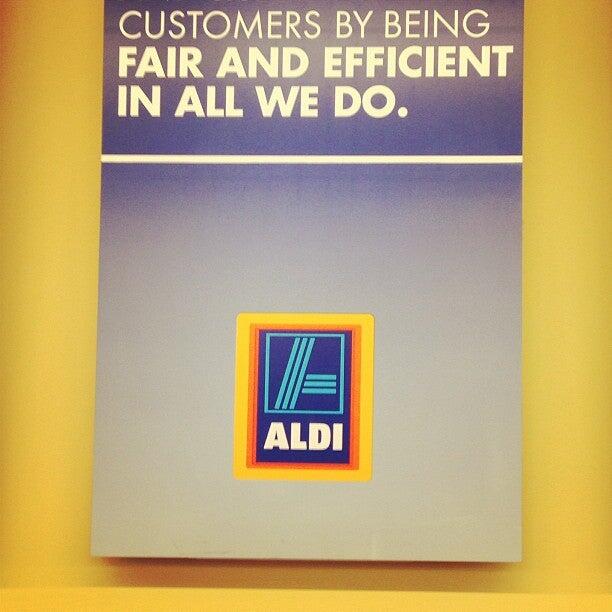 CUSTOMERS BY BEING
FAIR AND EFFICIENT
IN ALL WE DO.
ALDI